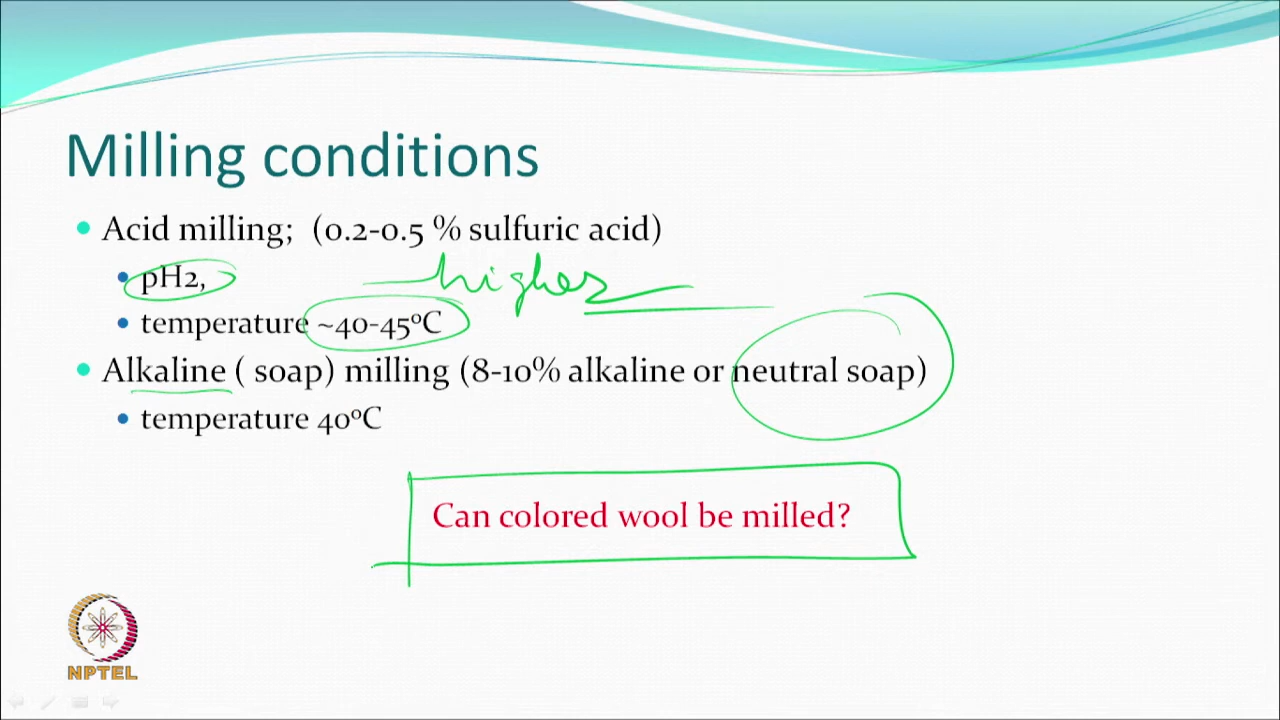 Milling conditions
Acid milling; (0.2-0.5 % sulfuric acid)
pH2,
higher
temperature ~40-45ºC
Alkaline ( soap) milling (8-10% alkaline or neutral soap)
temperature 40ºC
Can colored wool be milled?
NPTEL